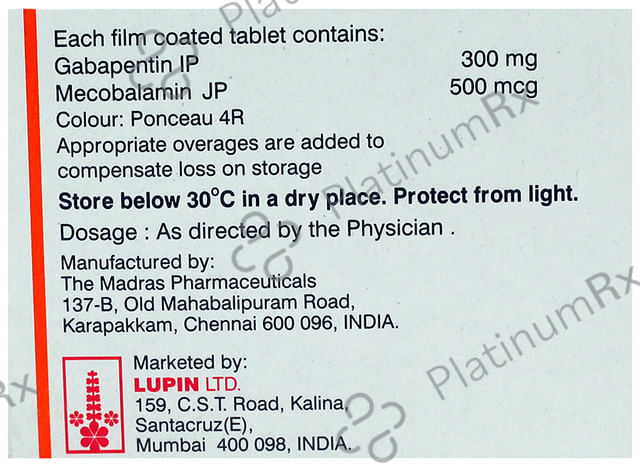 Each film coated tablet contains:
Gabapentin IP 300 mg
Mecobalamin JP 500 mcg
Colour: Ponceau 4R
Appropriate overages are added to
compensate loss on storage
Store below 30°C in a dry place. Protect from light.
Dosage : As directed by the Physician .
Manufactured by:
The Madras Pharmaceuticals
137-B, Old Mahabalipuram Road,
Karapakkam, Chennai 600 096, INDIA.
Marketed by:
LUPIN LTD.
159, C.S.T. Road, Kalina,
Santacruz(E),
Mumbai 400 098, INDIA.
PlatinumRx
PlatinumRx
Rx
Platinum